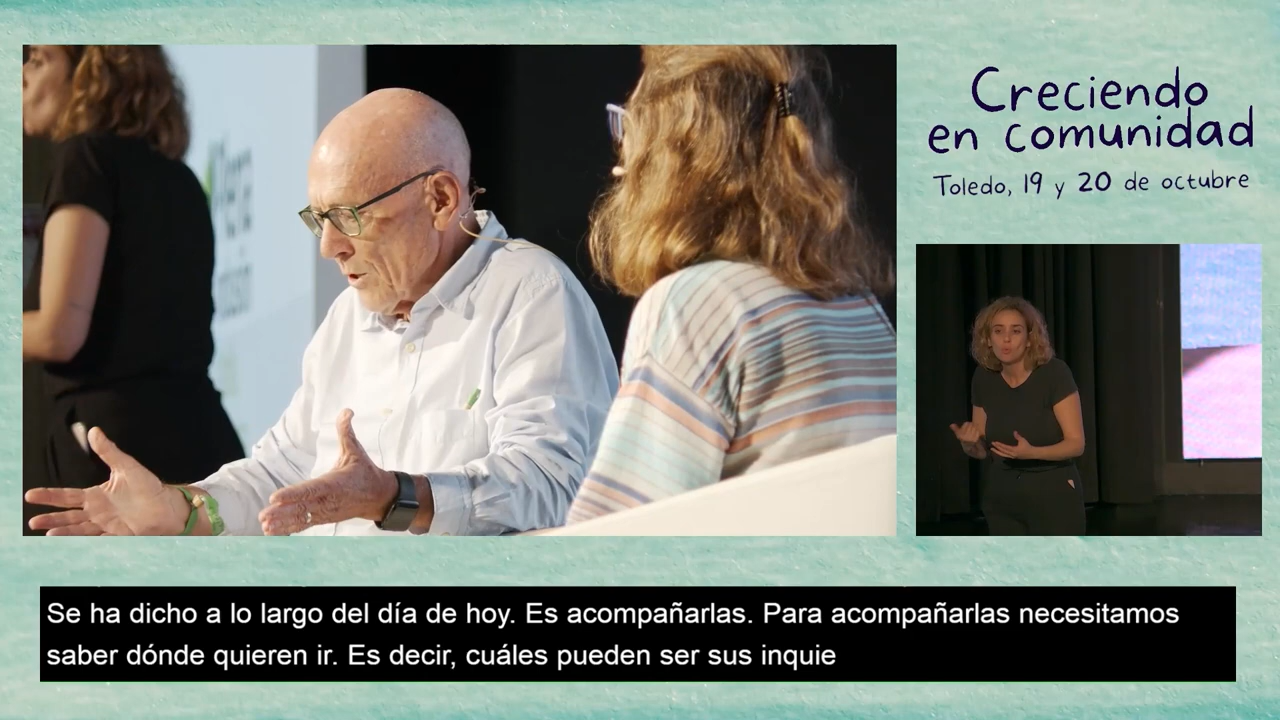 Creciendo
en comunidad
Toledo, 19 y 20 de octubre
Se ha dicho a lo largo del día de hoy. Es acompañarlas. Para acompañarlas necesitamos
saber dónde quieren ir. Es decir, cuáles pueden ser sus inquie